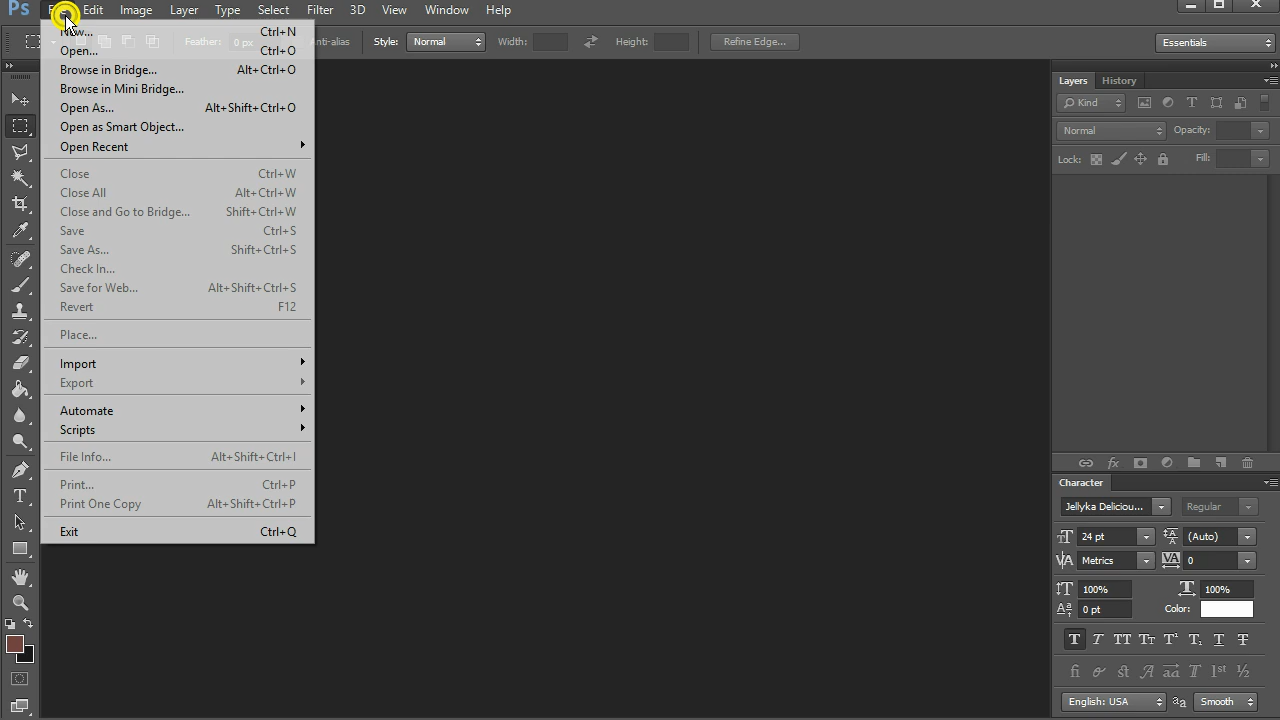 Ps Edit Image Layer Type Select Filter 3D View Window Help
Feather: 0 px Anti-alias Style: Normal Width: Height: Refine Edge... Essentials
New... Ctrl+N
Open... Ctrl+O
Browse in Bridge... Alt+Ctrl+O
Browse in Mini Bridge...
Open As... Alt+Shift+Ctrl+O
Open as Smart Object...
Open Recent
Close Ctrl+W
Close All Alt+Ctrl+W
Close and Go to Bridge... Shift+Ctrl+W
Save Ctrl+S
Save As... Shift+Ctrl+S
Check In...
Save for Web... Alt+Shift+Ctrl+S
Revert F12
Place...
Import
Export
Automate
Scripts
File Info... Alt+Shift+Ctrl+I
Print... Ctrl+P
Print One Copy Alt+Shift+Ctrl+P
Exit Ctrl+Q
Layers History
Kind
Normal Opacity:
Lock: Fill:
Character
Jellyka Deliciou... Regular
24 pt (Auto)
Metrics 0
100% 100%
0 pt Color:
English: USA aa Smooth